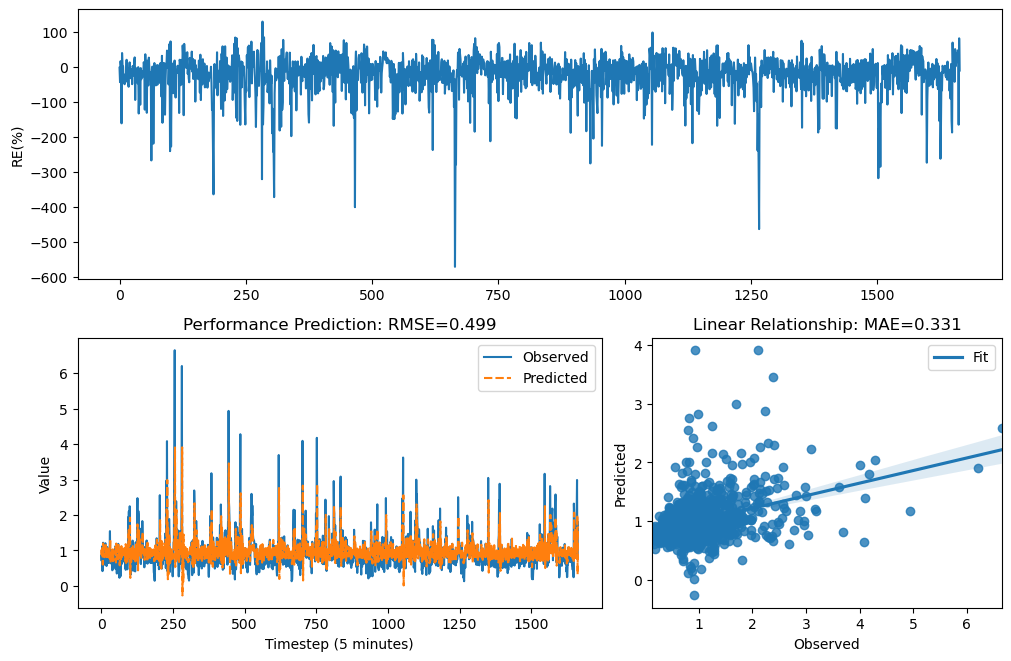 100
0
−100
−200
−300
−400
−500
−600
RE(%)
0 250 500 750 1000 1250 1500
Performance Prediction: RMSE=0.499
Observed
Predicted
6
5
4
3
2
1
0
Value
0 250 500 750 1000 1250 1500
Timestep (5 minutes)
Linear Relationship: MAE=0.331
Fit
4
3
2
1
0
Predicted
1 2 3 4 5 6
Observed